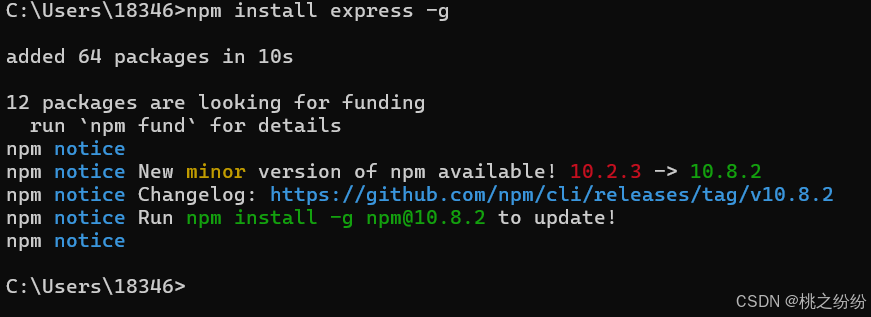 C:\Users\18346>npm install express -g
added 64 packages in 10s
12 packages are looking for funding
  run `npm fund` for details
npm notice
npm notice New minor version of npm available! 10.2.3 -> 10.8.2
npm notice Changelog: https://github.com/npm/cli/releases/tag/v10.8.2
npm notice Run npm install -g npm@10.8.2 to update!
npm notice
C:\Users\18346>
CSDN @桃之纷纷